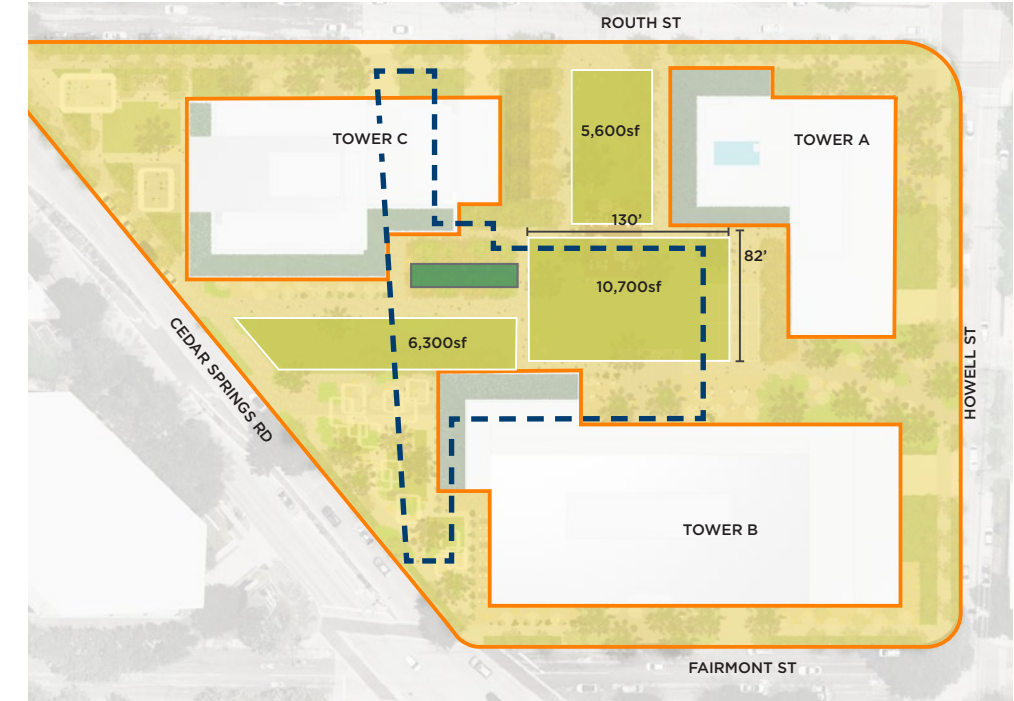 ROUTH ST
TOWER C
5,600sf
TOWER A
130’
82’
10,700sf
6,300sf
CEDAR SPRINGS RD
HOWELL ST
TOWER B
FAIRMONT ST